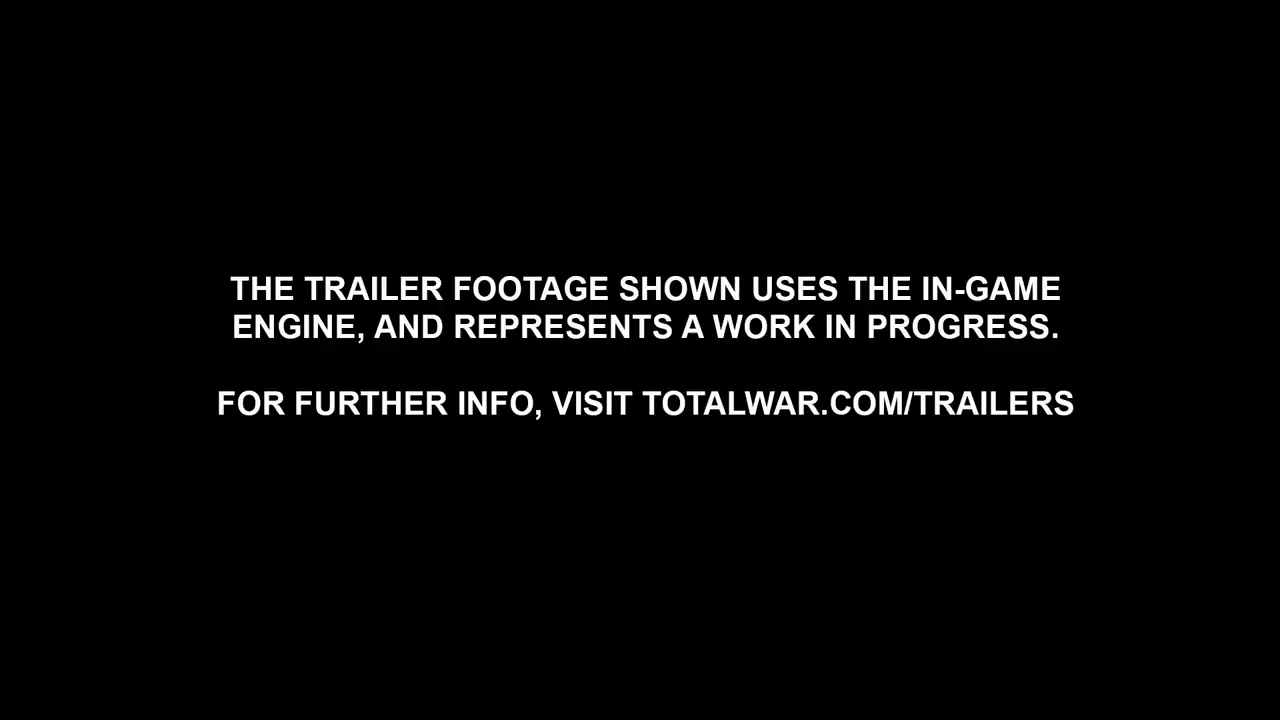 THE TRAILER FOOTAGE SHOWN USES THE IN-GAME
ENGINE, AND REPRESENTS A WORK IN PROGRESS.
FOR FURTHER INFO, VISIT TOTALWAR.COM/TRAILERS